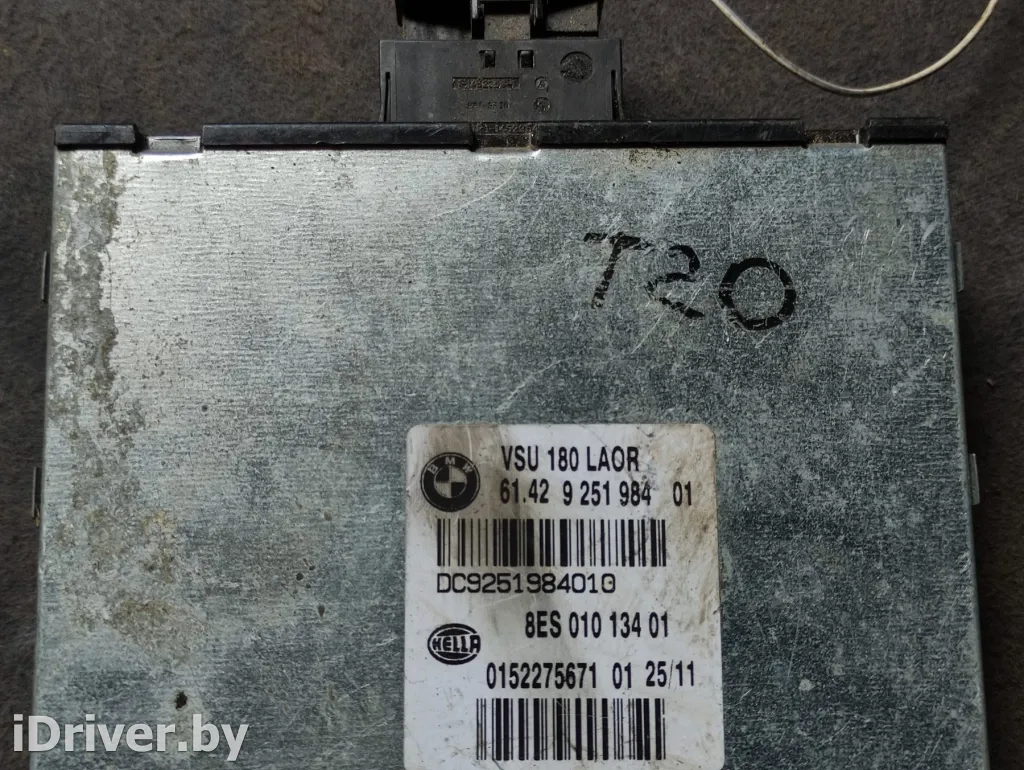 T20
BMW
VSU 180 LAOR
61.42 9 251 984 01
DC9251984010
8ES 010 134 01
HELLA
0152275671 01 25/11
iDriver.by